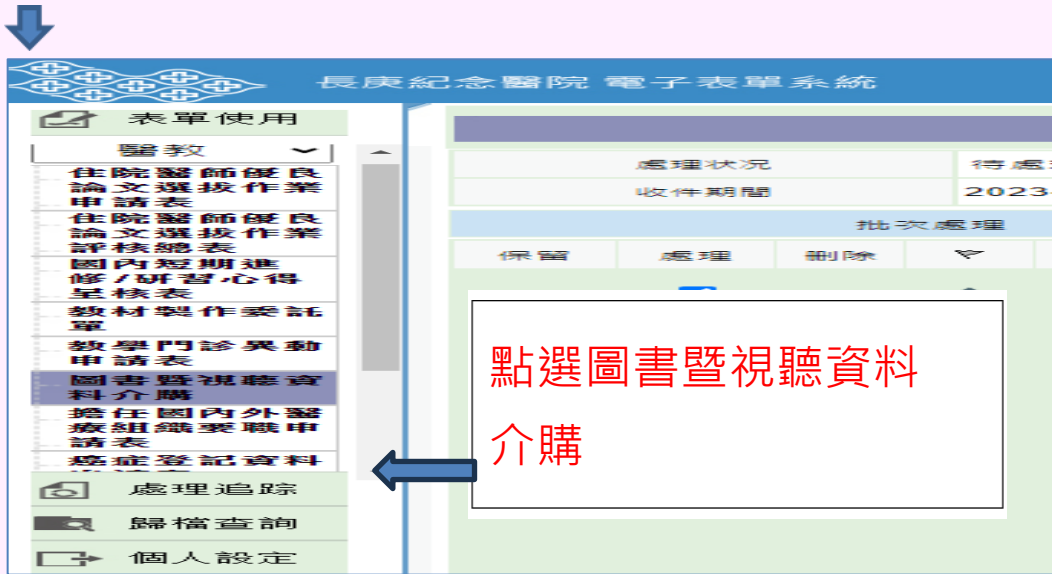 長庚紀念醫院 電子表單系統
表單使用
醫教
住院醫師優良
論文選拔作業
申請表
住院醫師優良
論文選拔作業
評核總表
國內短期進
修/研習心得
呈核表
教材製作委託
單
教學門診異動
申請表
圖書暨視聽資
料介購
擔任國內外醫
療組織要職申
請表
癌症登記資料
處理追踪
歸檔查詢
個人設定
處理狀況
待處
收件期間
2023
批次處理
保留 處理 刪除
點選圖書暨視聽資料
介購